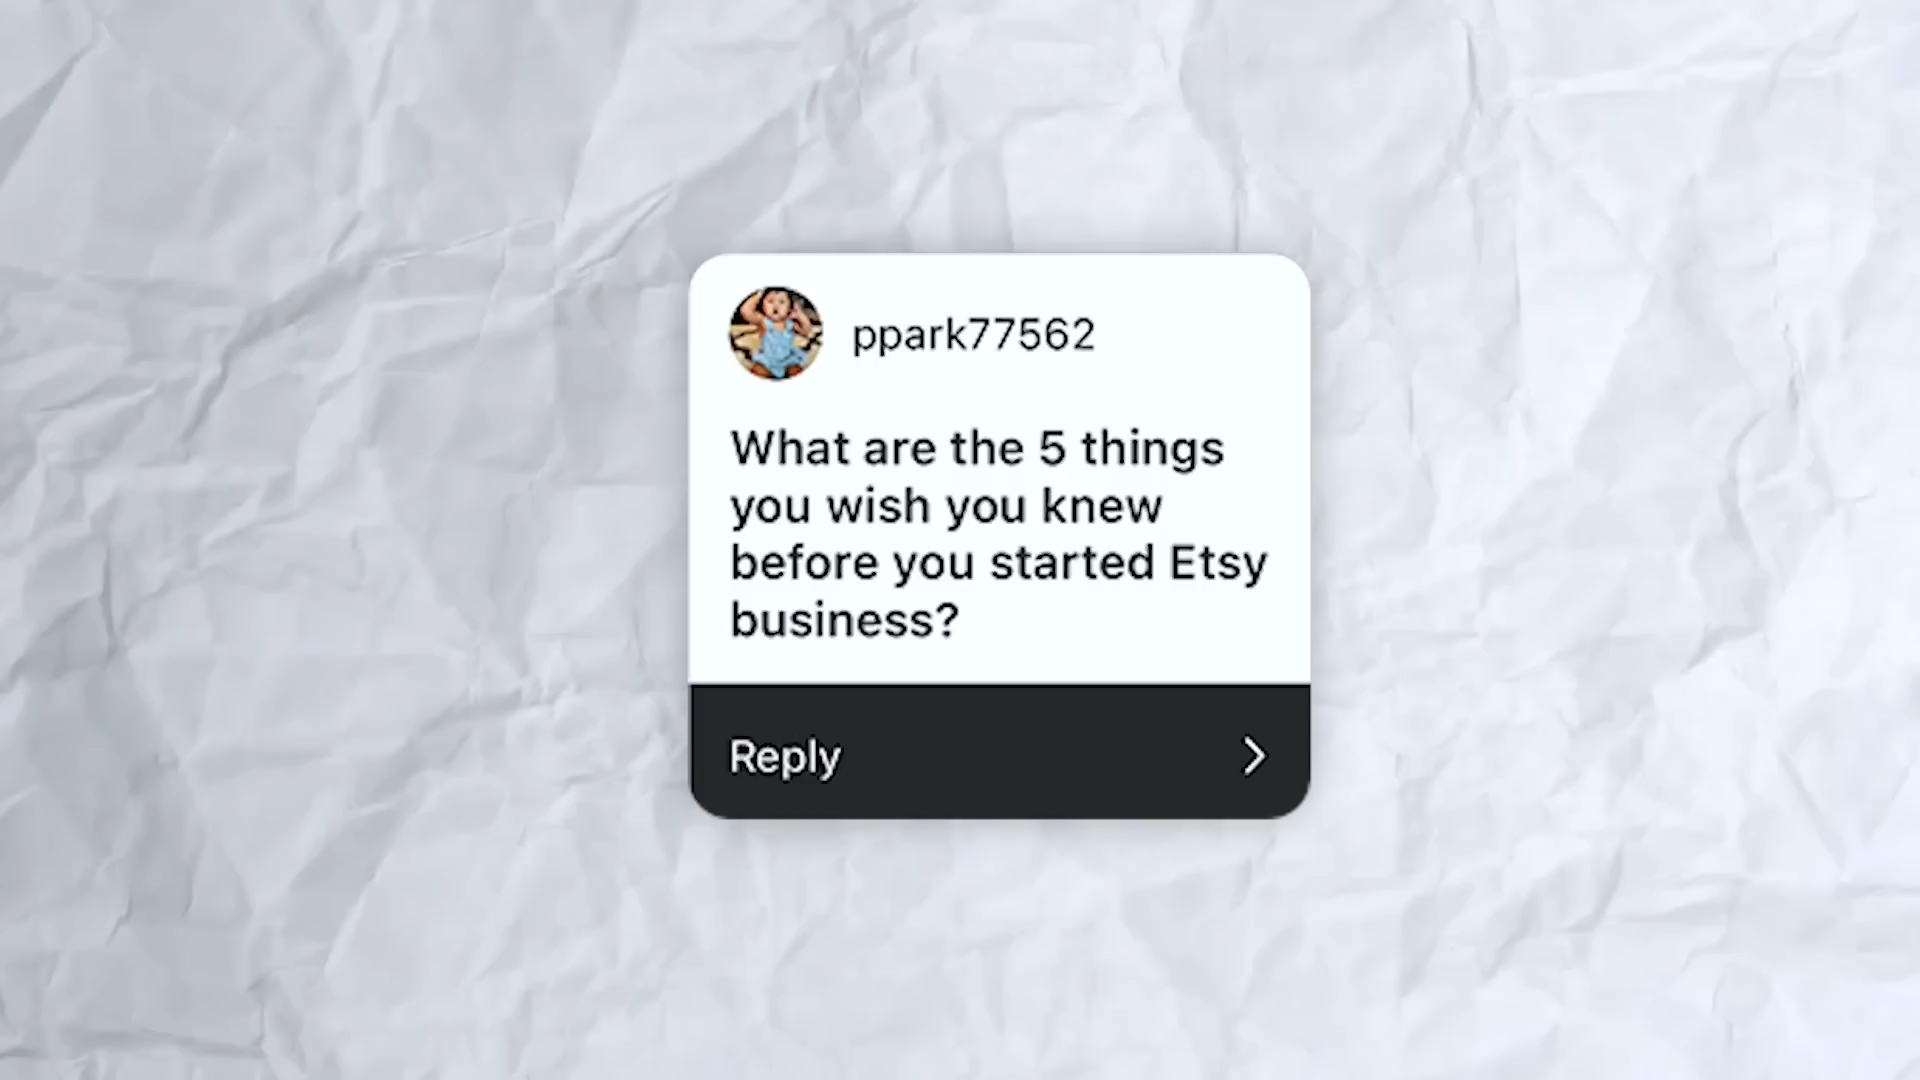 ppark77562
What are the 5 things
you wish you knew
before you started Etsy
business?
Reply